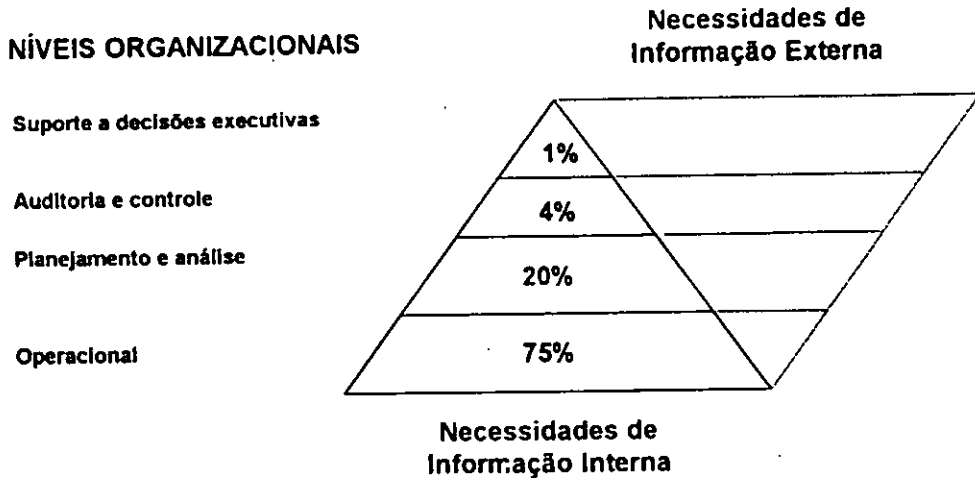 NÍVEIS ORGANIZACIONAIS
Necessidades de
Informação Externa
Suporte a decisões executivas
1%
Auditoria e controle
4%
Planejamento e análise
20%
Operacional
75%
Necessidades de
Informação Interna